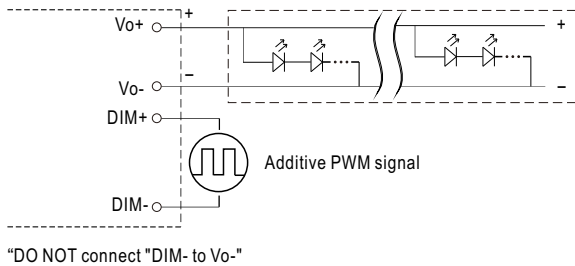 Vo+
+
+
Vo-
−
−
DIM+
Additive PWM signal
DIM-
“DO NOT connect "DIM- to Vo-"